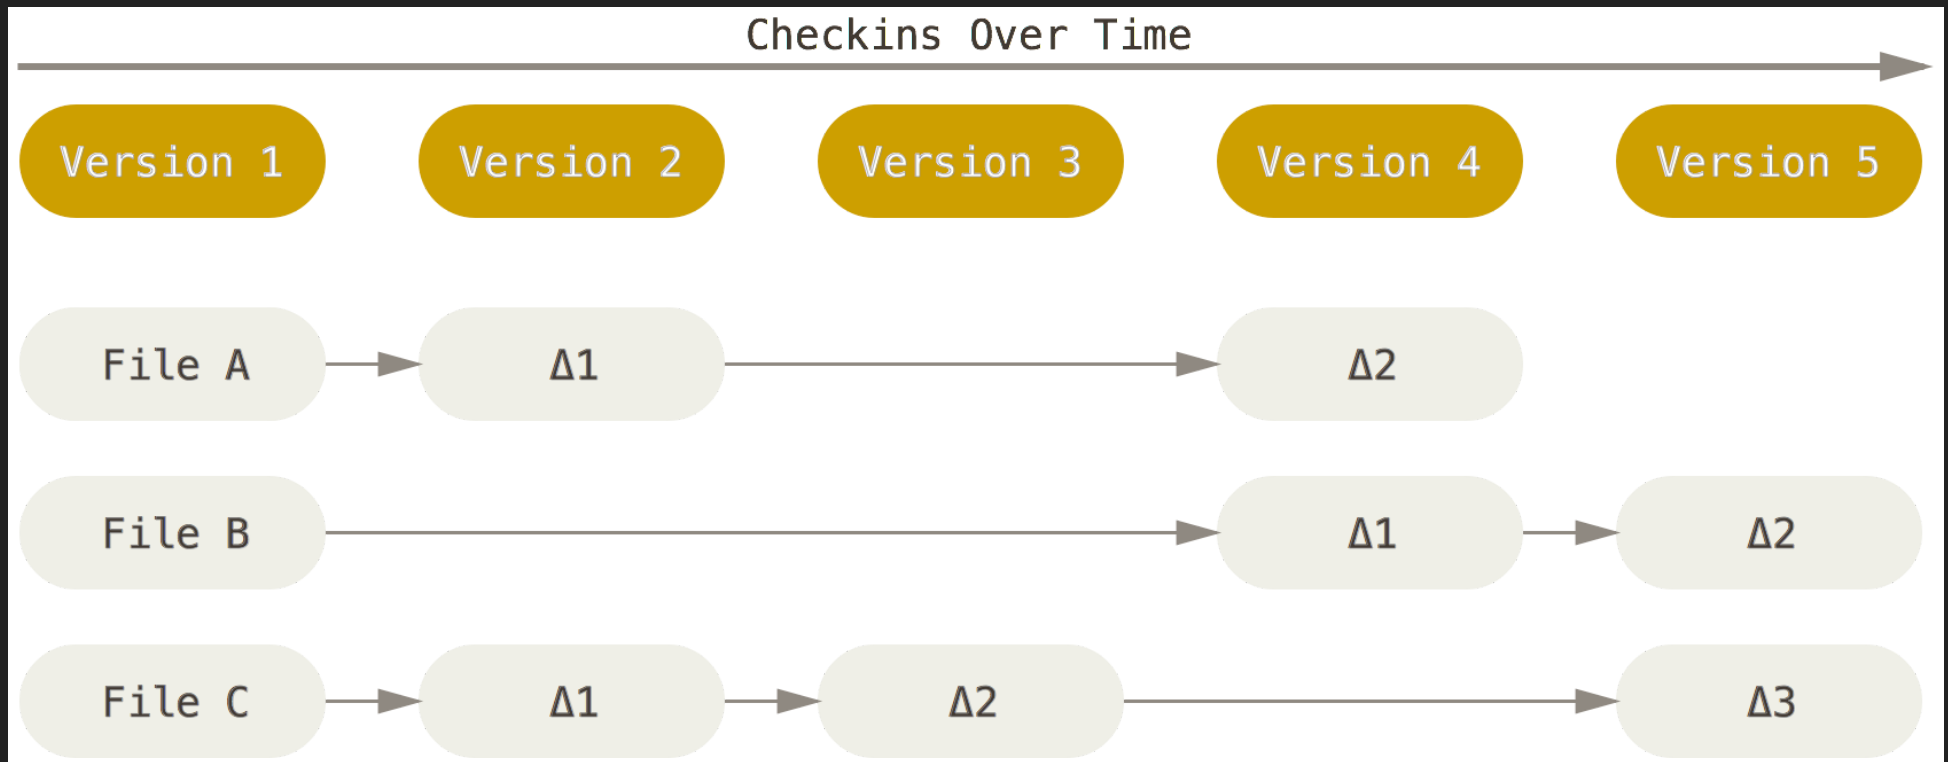 Checkins Over Time
Version 1 Version 2 Version 3 Version 4 Version 5
File A Δ1 Δ2
File B Δ1 Δ2
File C Δ1 Δ2 Δ3